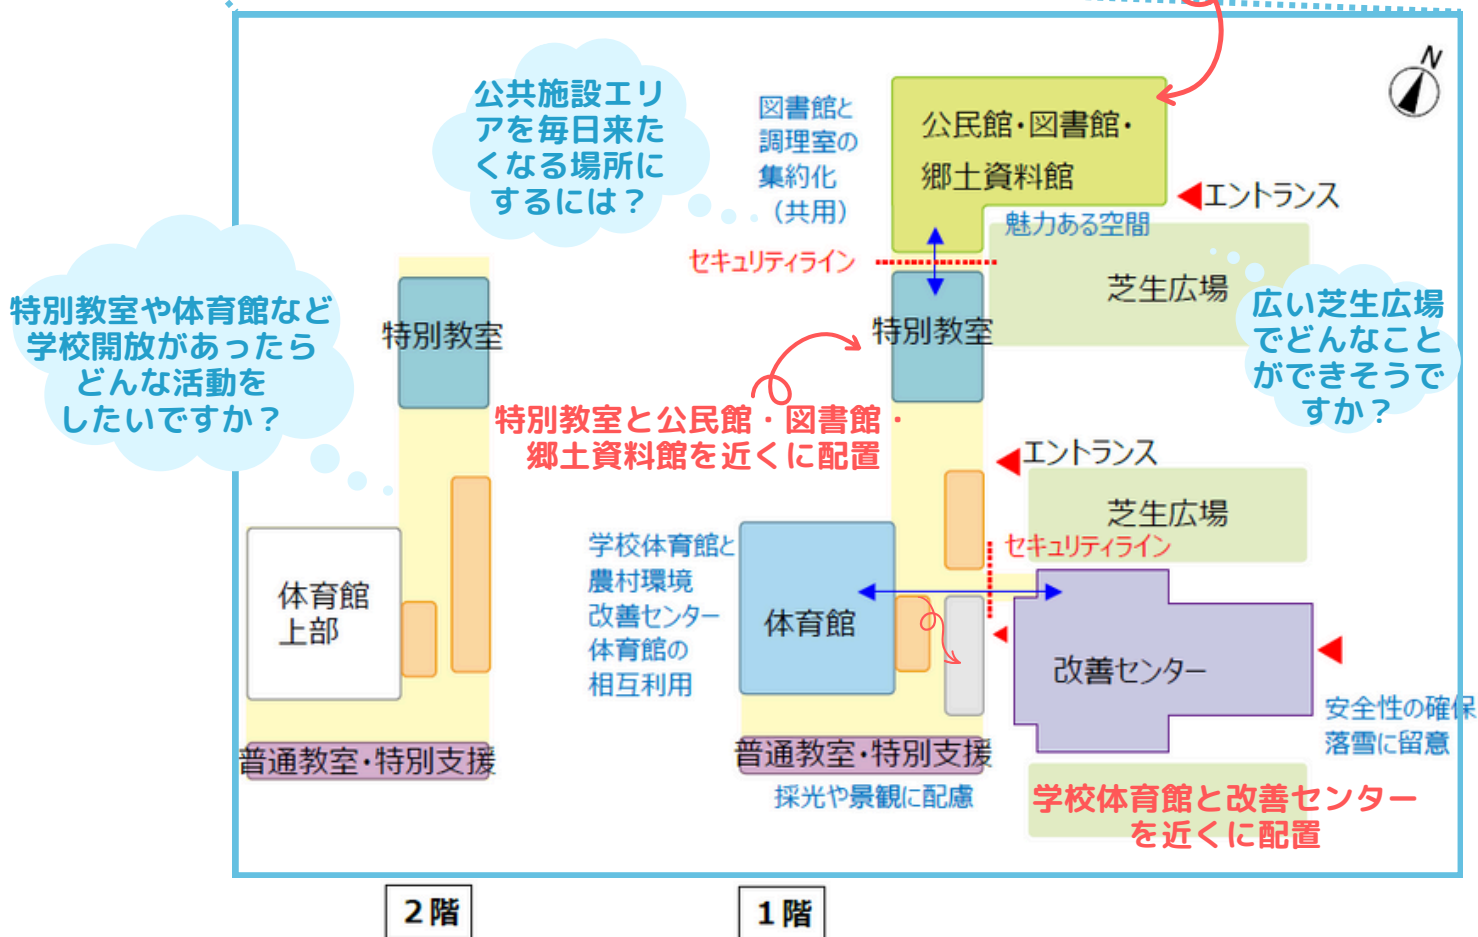 N
公共施設エリ
アを毎日来た
くなる場所に
するには？
図書館と
調理室の
集約化
（共用）
公民館・図書館・
郷土資料館
エントランス
魅力ある空間
セキュリティライン
芝生広場
広い芝生広場
でどんなこと
ができそうで
すか？
特別教室や体育館など
学校開放があったら
どんな活動を
したいですか？
特別教室
特別教室
特別教室と公民館・図書館・
郷土資料館を近くに配置
エントランス
芝生広場
セキュリティライン
学校体育館と
農村環境
改善センター
体育館の
相互利用
体育館
上部
体育館
改善センター
安全性の確保
落雪に留意
普通教室・特別支援
普通教室・特別支援
採光や景観に配慮
学校体育館と改善センター
を近くに配置
２階
１階